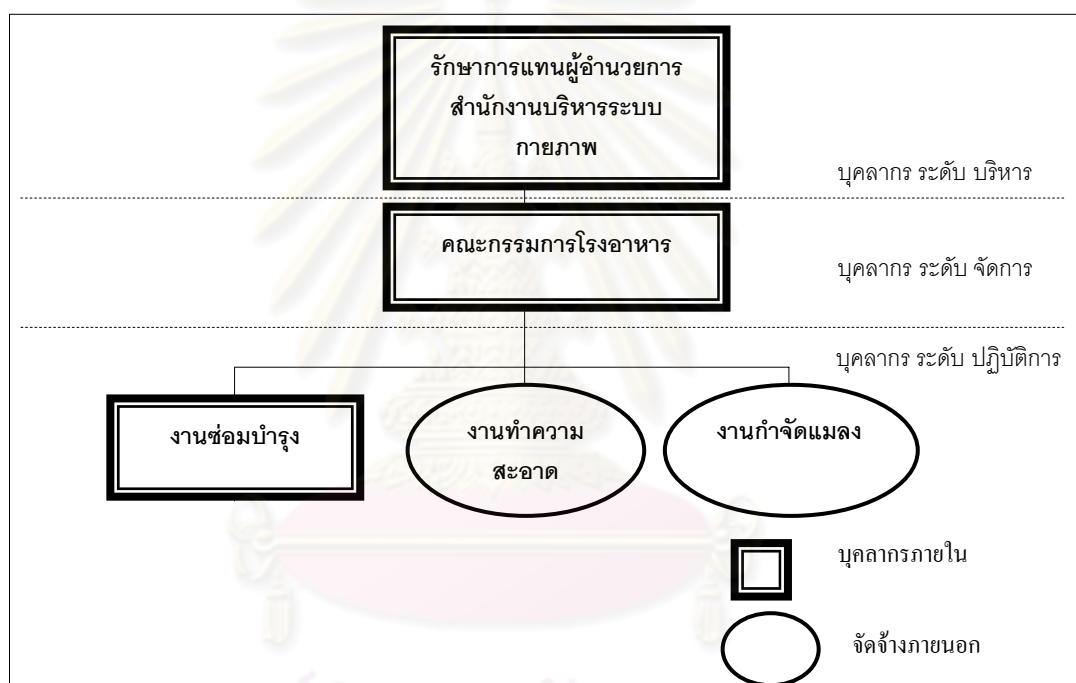 รักษาการแทนผู้อำนวยการ
สำนักงานบริหารระบบ
กายภาพ
บุคลากร ระดับ บริหาร
คณะกรรมการโรงอาหาร
บุคลากร ระดับ จัดการ
บุคลากร ระดับ ปฏิบัติการ
งานซ่อมบำรุง
งานทำความ
สะอาด
งานกำจัดแมลง
บุคลากรภายใน
จัดจ้างภายนอก